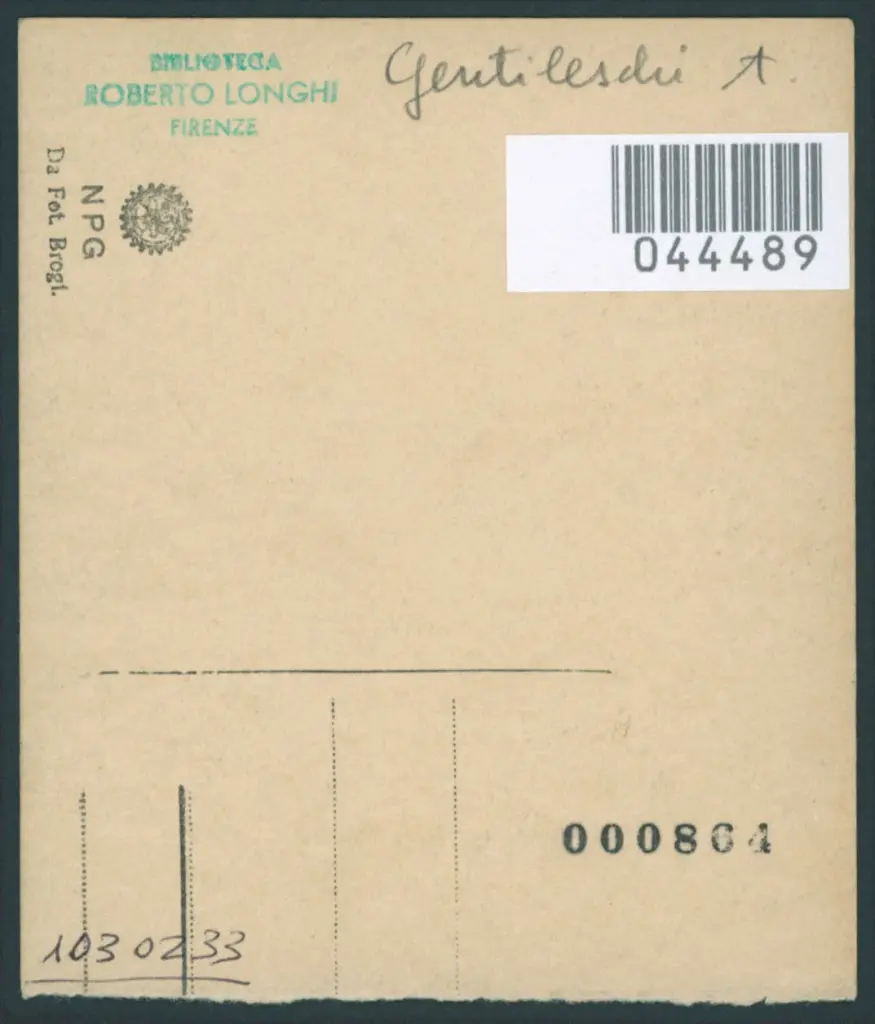 BIBLIOTECA
ROBERTO LONGHI
FIRENZE
Gentileschi A.
044489
NPG
Da Fot. Brogi.
000864
1030233